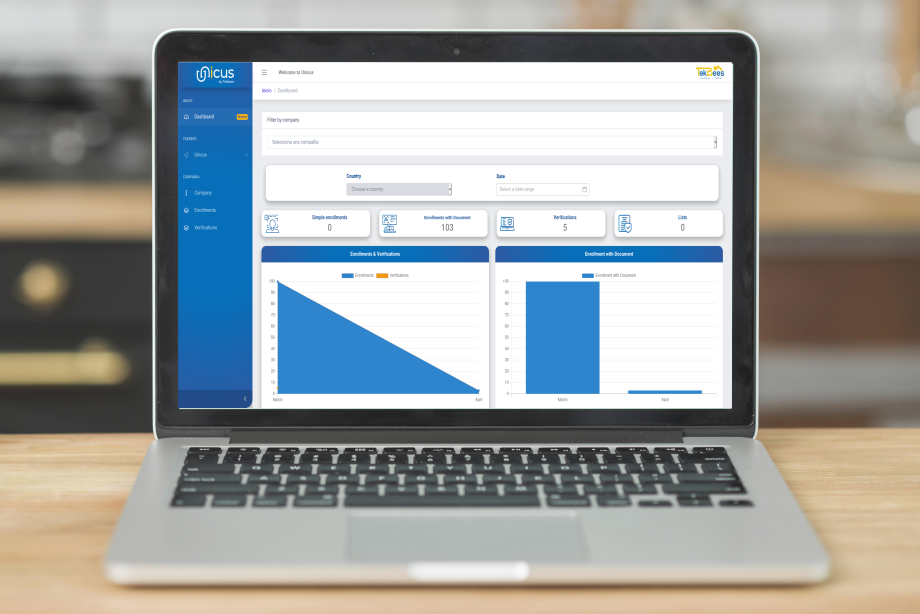 Unicus
by Tekbees
Welcome to Unicus
TekBees
INICIO
Inicio / Dashboard
Dashboard
Filter by company
Seleccione una compañía
Unicus
Country
Date
COMPAÑÍA
Choose a country
Select a date range
Company
Enrollments
Verifications
Simple enrollments
0
Enrollments with Document
103
Verifications
5
Lists
0
Enrollments & Verifications
Enrollments
Verifications
100
90
80
70
60
50
40
30
20
10
0
March
April
Enrollment with Document
Enrollment with Document
100
90
80
70
60
50
40
30
20
10
0
March
April